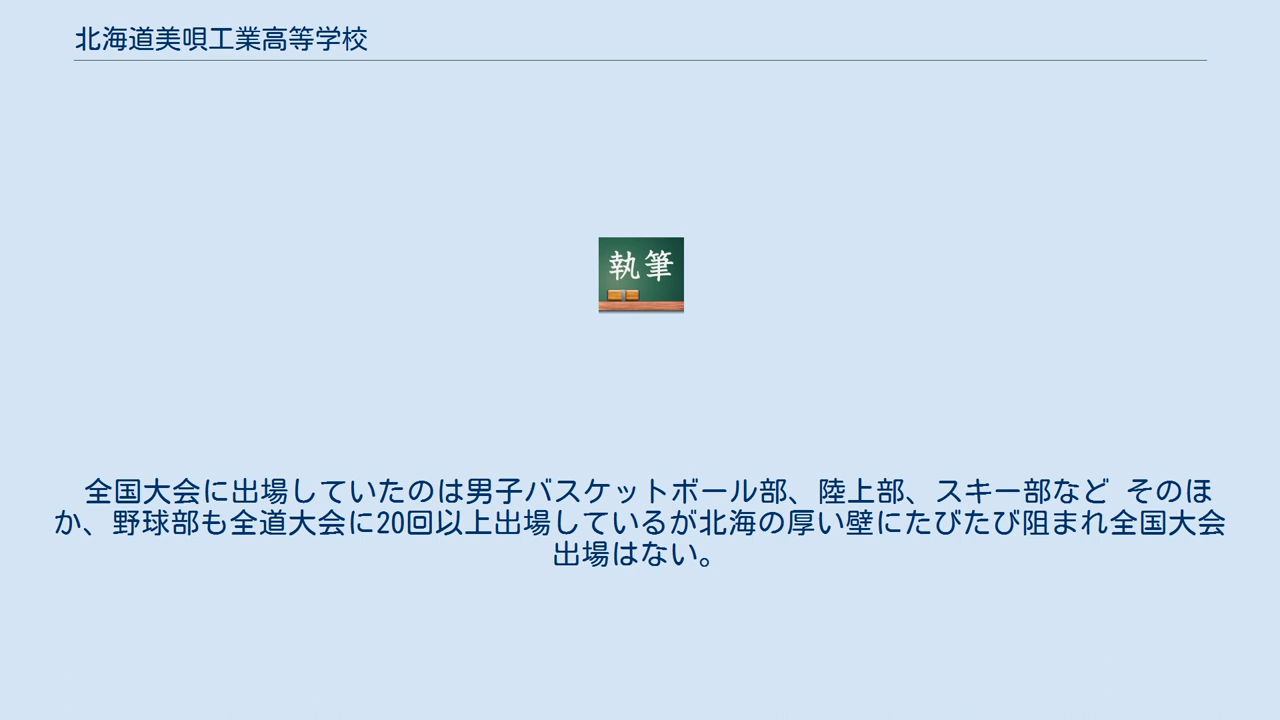 北海道美唄工業高等学校
執筆
全国大会に出場していたのは男子バスケットボール部、陸上部、スキー部など そのほ
か、野球部も全道大会に20回以上出場しているが北海の厚い壁にたびたび阻まれ全国大会
出場はない。